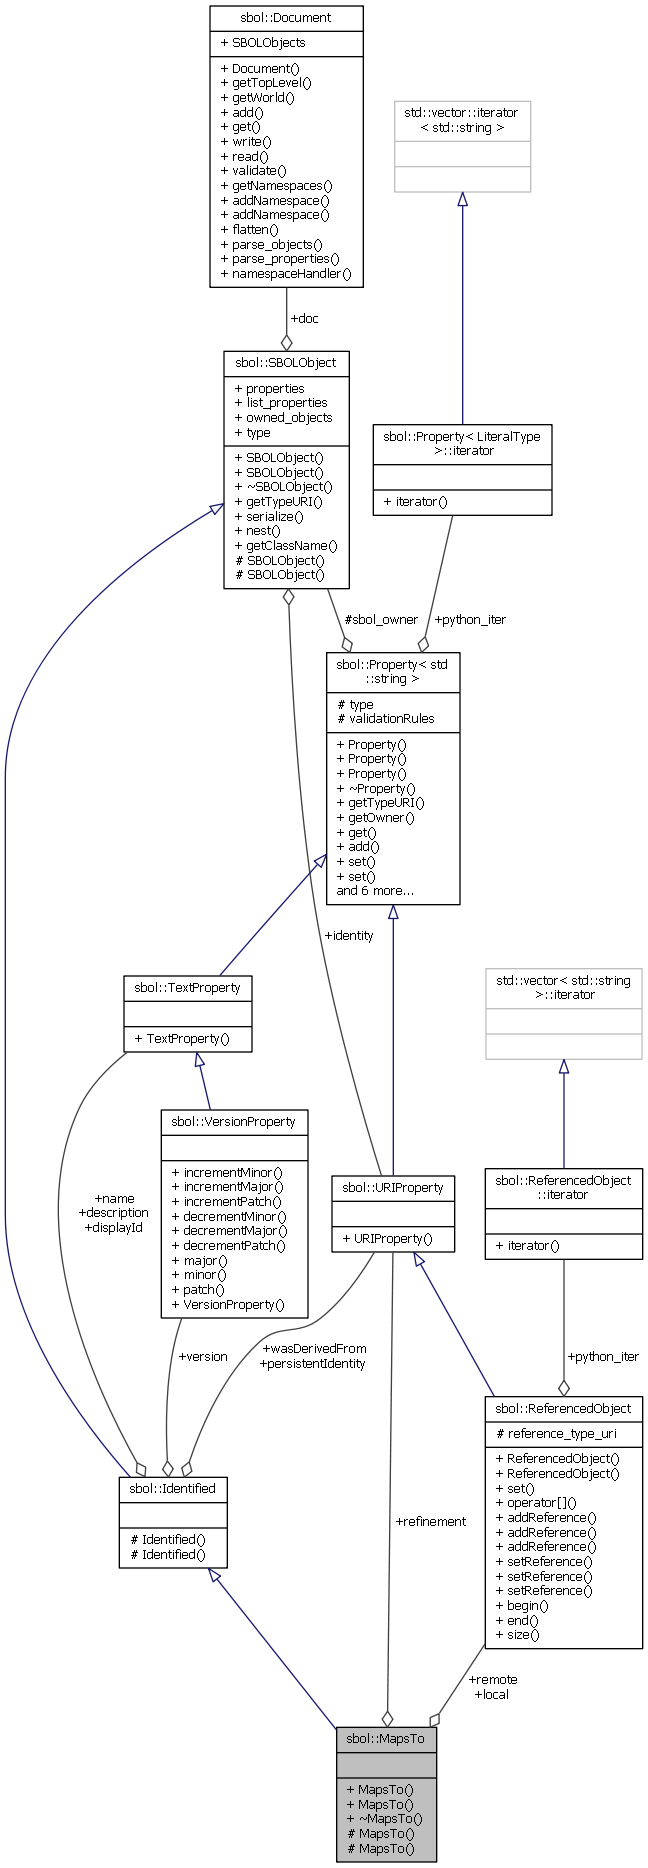 sbol::Document
+ SBOLObjects
+ Document()
+ getTopLevel()
+ getWorld()
+ add()
+ get()
+ write()
+ read()
+ validate()
+ getNamespaces()
+ addNamespace()
+ addNamespace()
+ flatten()
+ parse_objects()
+ parse_properties()
+ namespaceHandler()
std::vector::iterator
< std::string >
+doc
sbol::SBOLObject
+ properties
+ list_properties
+ owned_objects
+ type
+ SBOLObject()
+ SBOLObject()
+ ~SBOLObject()
+ getTypeURI()
+ serialize()
+ nest()
+ getClassName()
# SBOLObject()
# SBOLObject()
sbol::Property< LiteralType
>::iterator
+ iterator()
#sbol_owner
+python_iter
sbol::Property< std
::string >
# type
# validationRules
+ Property()
+ Property()
+ Property()
+ ~Property()
+ getTypeURI()
+ getOwner()
+ get()
+ add()
+ set()
+ set()
and 6 more...
+identity
sbol::TextProperty
+ TextProperty()
std::vector< std::string
>::iterator
sbol::VersionProperty
+ incrementMinor()
+ incrementMajor()
+ incrementPatch()
+ decrementMinor()
+ decrementMajor()
+ decrementPatch()
+ major()
+ minor()
+ patch()
+ VersionProperty()
+name
+description
+displayId
sbol::URIProperty
+ URIProperty()
sbol::ReferencedObject
::iterator
+ iterator()
+version
+wasDerivedFrom
+persistentIdentity
+python_iter
sbol::ReferencedObject
# reference_type_uri
+ ReferencedObject()
+ ReferencedObject()
+ set()
+ operator[]()
+ addReference()
+ addReference()
+ addReference()
+ setReference()
+ setReference()
+ setReference()
+ begin()
+ end()
+ size()
sbol::Identified
# Identified()
# Identified()
+refinement
+remote
+local
sbol::MapsTo
+ MapsTo()
+ MapsTo()
+ ~MapsTo()
# MapsTo()
# MapsTo()